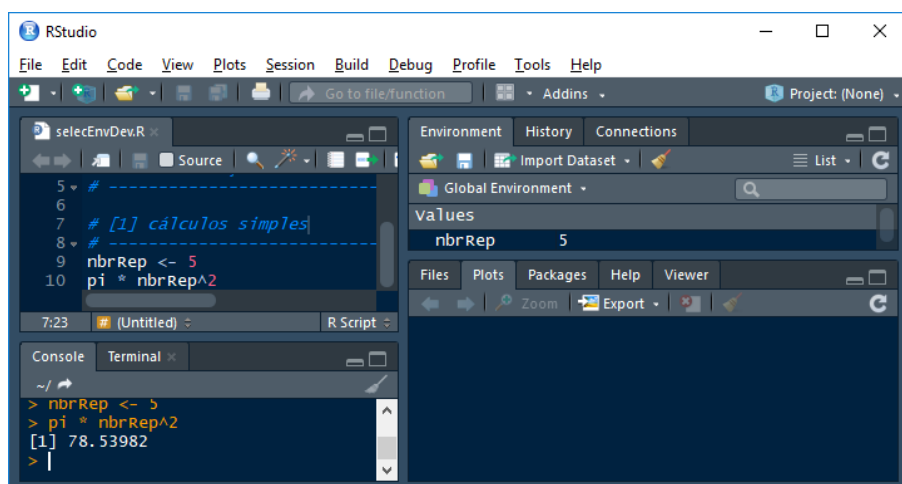 RStudio
File Edit Code View Plots Session Build Debug Profile Tools Help
Go to file/function Addins Project: (None)
selecEnvDev.R
Source
5 # ----------------------------
6
7 # [1] cálculos símples
8 # ----------------------------
9 nbrRep <- 5
10 pi * nbrRep^2
7:23 # (Untitled) R Script
Console Terminal
~/
> nbrRep <- 5
> pi * nbrRep^2
[1] 78.53982
>
Environment History Connections
Import Dataset List
Global Environment
Values
nbrRep 5
Files Plots Packages Help Viewer
Zoom Export